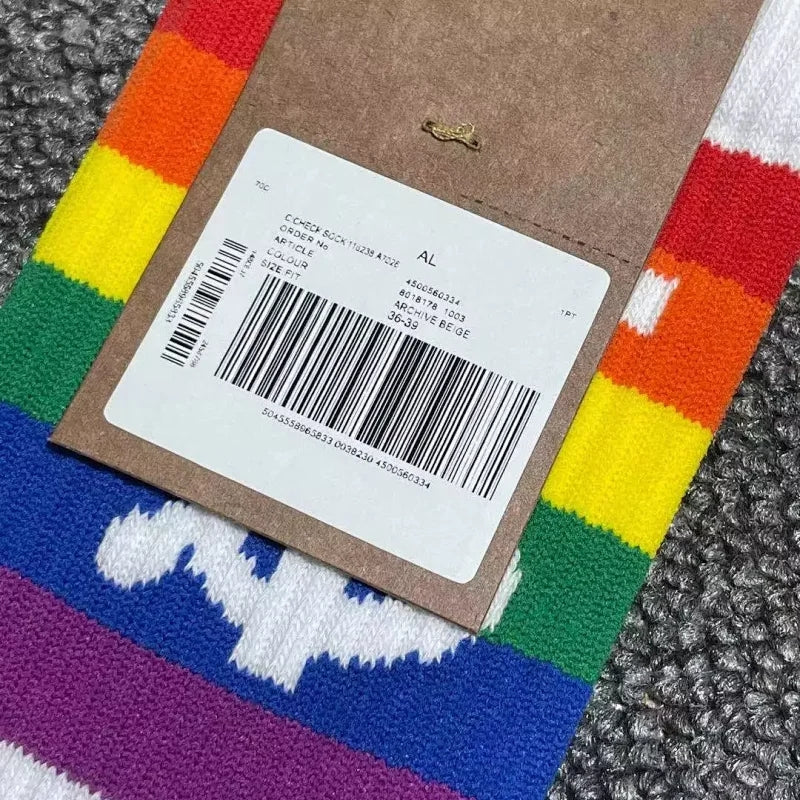 70C
C:CHECK SOCK 116238 A7026
AL
ORDER No
4500560334
ARTICLE
8018178 1003
COLOUR
ARCHIVE BEIGE
SIZE FIT
36-39
1PT
5045558965833 0038230 4500560334